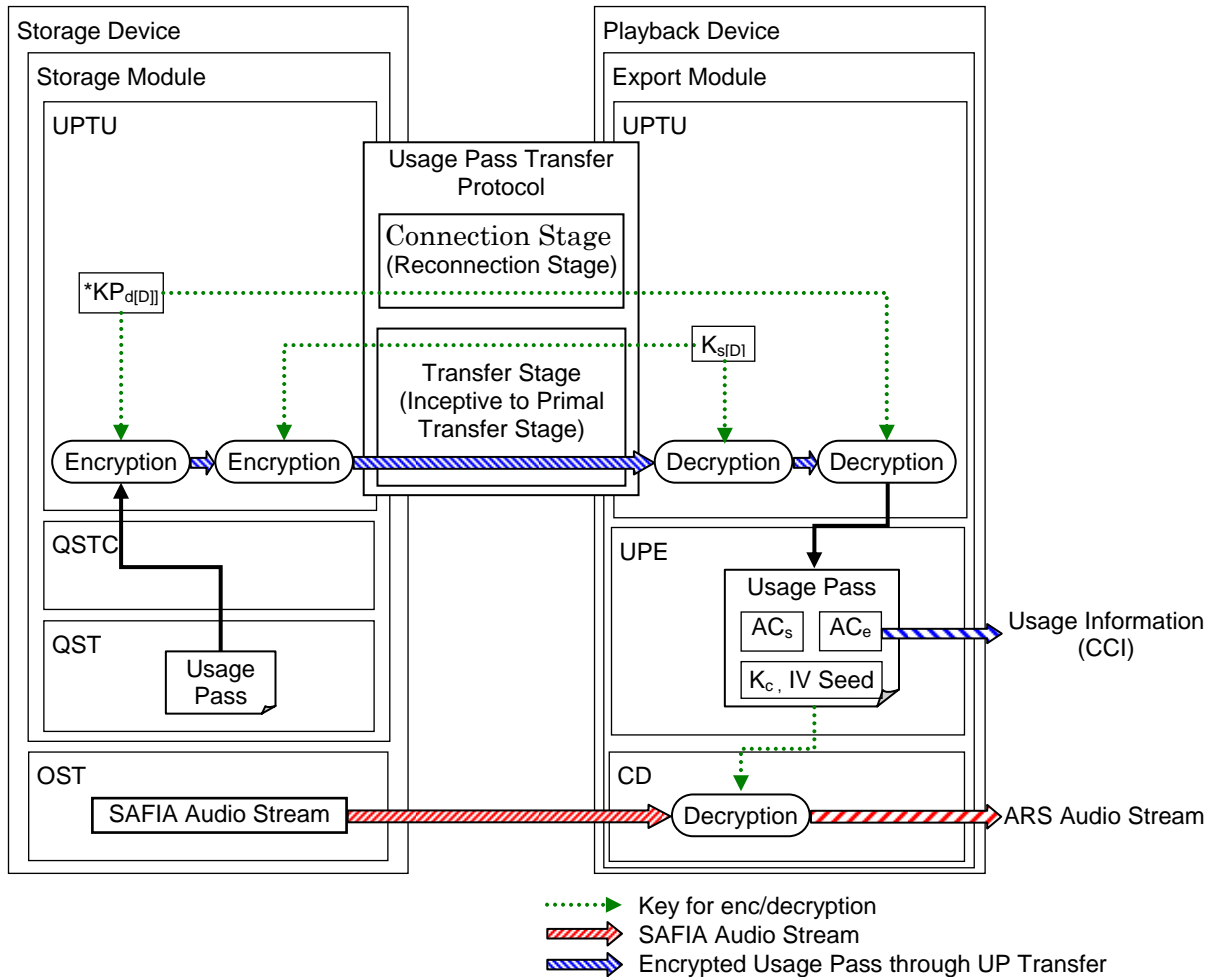 Storage Device
Playback Device
Storage Module
Export Module
UPTU
UPTU
Usage Pass Transfer
Protocol
Connection Stage
(Reconnection Stage)
*KPd[D]]
Ks[D]
Transfer Stage
(Inceptive to Primal
Transfer Stage)
Encryption
Encryption
Decryption
Decryption
QSTC
UPE
Usage Pass
ACs
ACe
Kc , IV Seed
Usage Information
(CCI)
QST
Usage
Pass
OST
SAFIA Audio Stream
CD
Decryption
ARS Audio Stream
Key for enc/decryption
SAFIA Audio Stream
Encrypted Usage Pass through UP Transfer